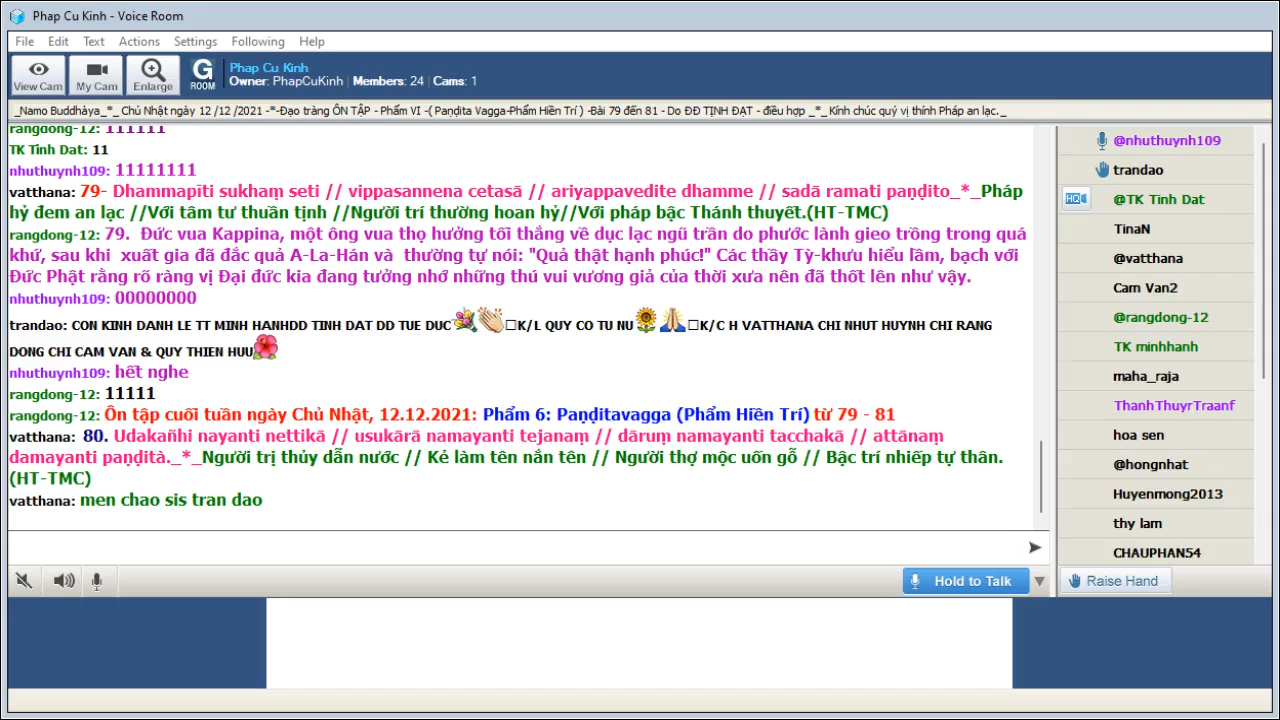 Phap Cu Kinh - Voice Room
File Edit Text Actions Settings Following Help
View Cam My Cam Enlarge G ROOM
Phap Cu Kinh
Owner: PhapCuKinh | Members: 24 | Cams: 1
_Namo Buddhàya_*_ Chủ Nhật ngày 12 /12 /2021 -*-Đạo tràng ÔN TẬP - Phẩm VI -( Paṇḍita Vagga-Phẩm Hiền Trí ) -Bài 79 đến 81 - Do ĐĐ TỊNH ĐẠT - điều hợp _*_ Kính chúc quý vị thính Pháp an lạc._
rangdong-12: 111111
TK Tinh Dat: 11
nhuthuynh109: 11111111
vatthana: 79- Dhammapīti sukhaṃ seti // vippasannena cetasā // ariyappavedite dhamme // sadā ramati paṇḍito_*_Pháp
hỷ đem an lạc //Với tâm tư thuần tịnh //Người trí thường hoan hỷ//Với pháp bậc Thánh thuyết.(HT-TMC)
rangdong-12: 79. Đức vua Kappina, một ông vua thọ hưởng tối thắng về dục lạc ngũ trần do phước lành gieo trồng trong quá
khứ, sau khi xuất gia đã đắc quả A-La-Hán và thường tự nói: "Quả thật hạnh phúc!" Các thầy Tỳ-khưu hiểu lầm, bạch với
Đức Phật rằng rõ ràng vị Đại đức kia đang tưởng nhớ những thú vui vương giả của thời xưa nên đã thốt lên như vậy.
nhuthuynh109: 00000000
trandao: CON KINH DANH LE TT MINH HANHDD TINH DAT DD TUE DUC K/L QUY CO TU NU K/C H VATTHANA CHI NHUT HUYNH CHI RANG
DONG CHI CAM VAN & QUY THIEN HUU
nhuthuynh109: hết nghe
rangdong-12: 11111
rangdong-12: Ôn tập cuối tuần ngày Chủ Nhật, 12.12.2021: Phẩm 6: Paṇḍitavagga (Phẩm Hiền Trí) từ 79 - 81
vatthana: 80. Udakañhi nayanti nettikā // usukārā namayanti tejanaṃ // dāruṃ namayanti tacchakā // attānaṃ
damayanti paṇḍità._*_Người trị thủy dẫn nước // Kẻ làm tên nắn tên // Người thợ mộc uốn gỗ // Bậc trí nhiếp tự thân.
(HT-TMC)
vatthana: men chao sis tran dao
@nhuthuynh109
trandao
@TK Tinh Dat
TinaN
@vatthana
Cam Van2
@rangdong-12
TK minhhanh
maha_raja
ThanhThuyrTraanf
hoa sen
@hongnhat
Huyenmong2013
thy lam
CHAUPHAN54
Hold to Talk
Raise Hand